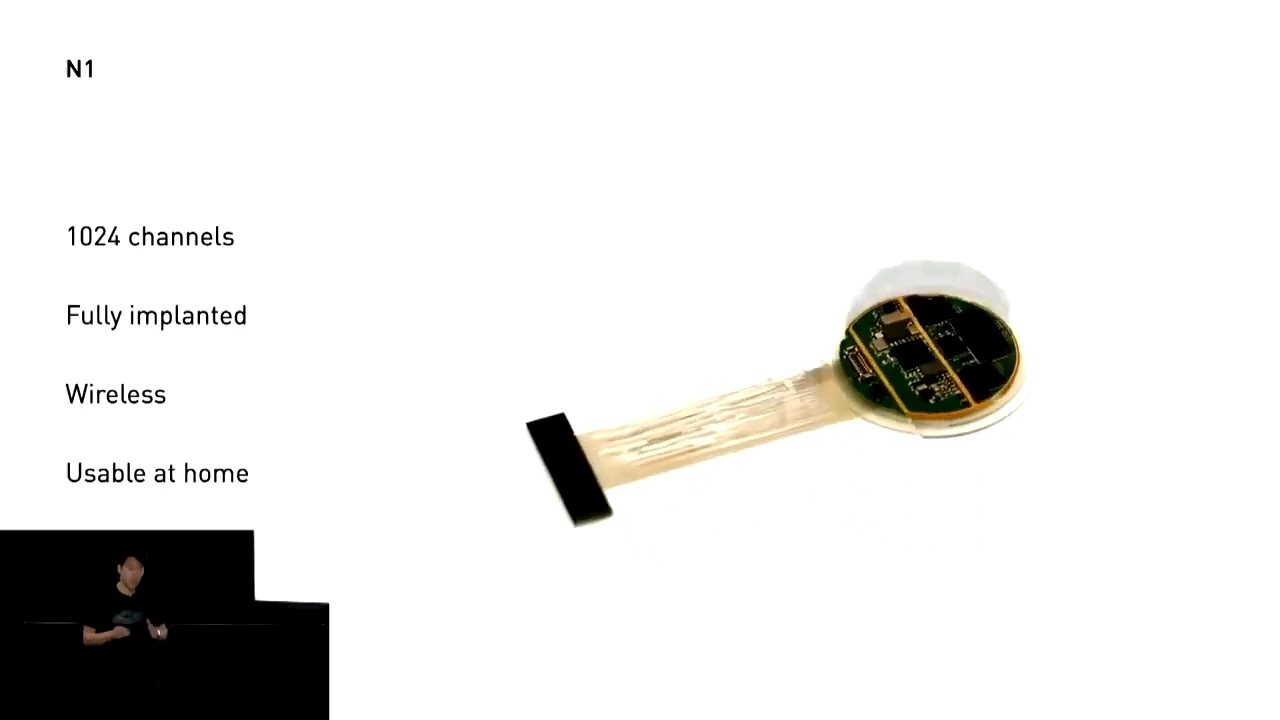 N1
1024 channels
Fully implanted
Wireless
Usable at home